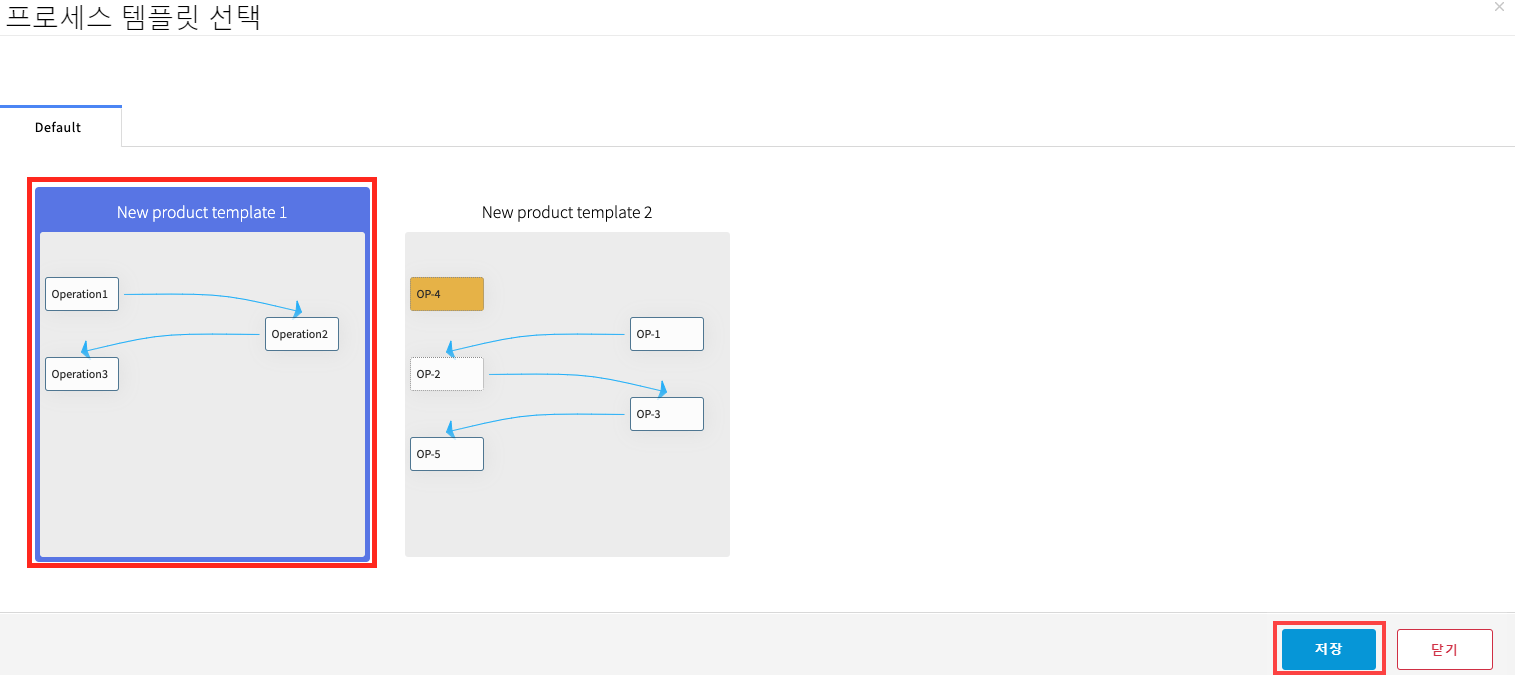 프로세스 템플릿 선택
×
Default
New product template 1
Operation1
Operation2
Operation3
New product template 2
OP-4
OP-1
OP-2
OP-3
OP-5
저장
닫기